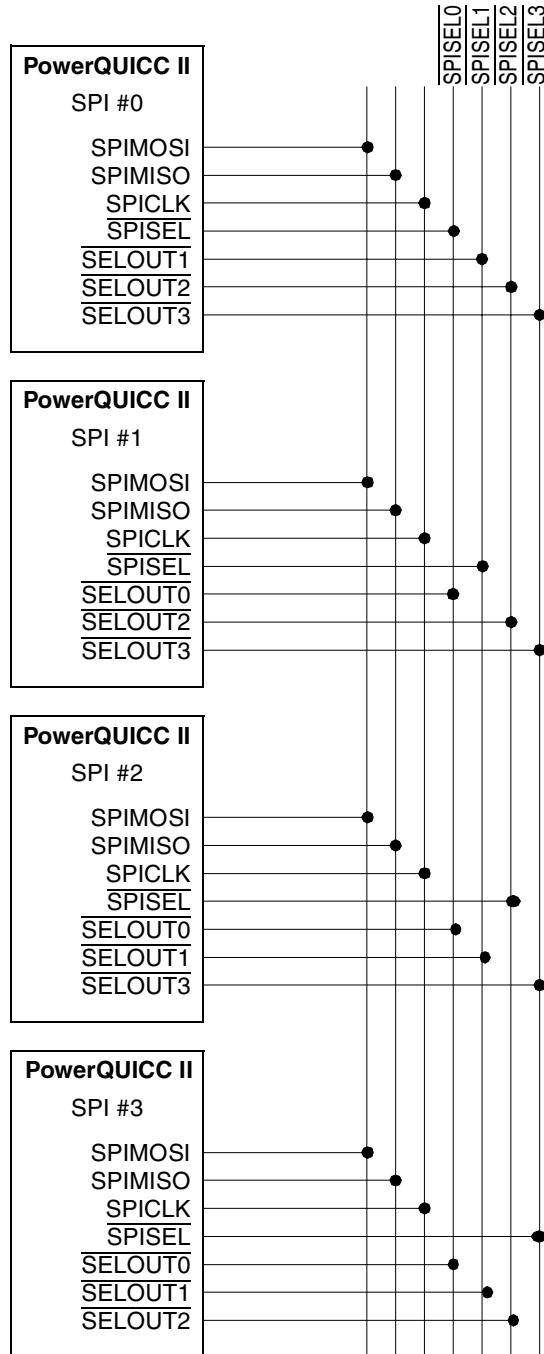 SPISEL0
SPISEL1
SPISEL2
SPISEL3
PowerQUICC II
SPI #0
SPIMOSI
SPIMISO
SPICLK
SPISEL
SELOUT1
SELOUT2
SELOUT3
PowerQUICC II
SPI #1
SPIMOSI
SPIMISO
SPICLK
SPISEL
SELOUT0
SELOUT2
SELOUT3
PowerQUICC II
SPI #2
SPIMOSI
SPIMISO
SPICLK
SPISEL
SELOUT0
SELOUT1
SELOUT3
PowerQUICC II
SPI #3
SPIMOSI
SPIMISO
SPICLK
SPISEL
SELOUT0
SELOUT1
SELOUT2